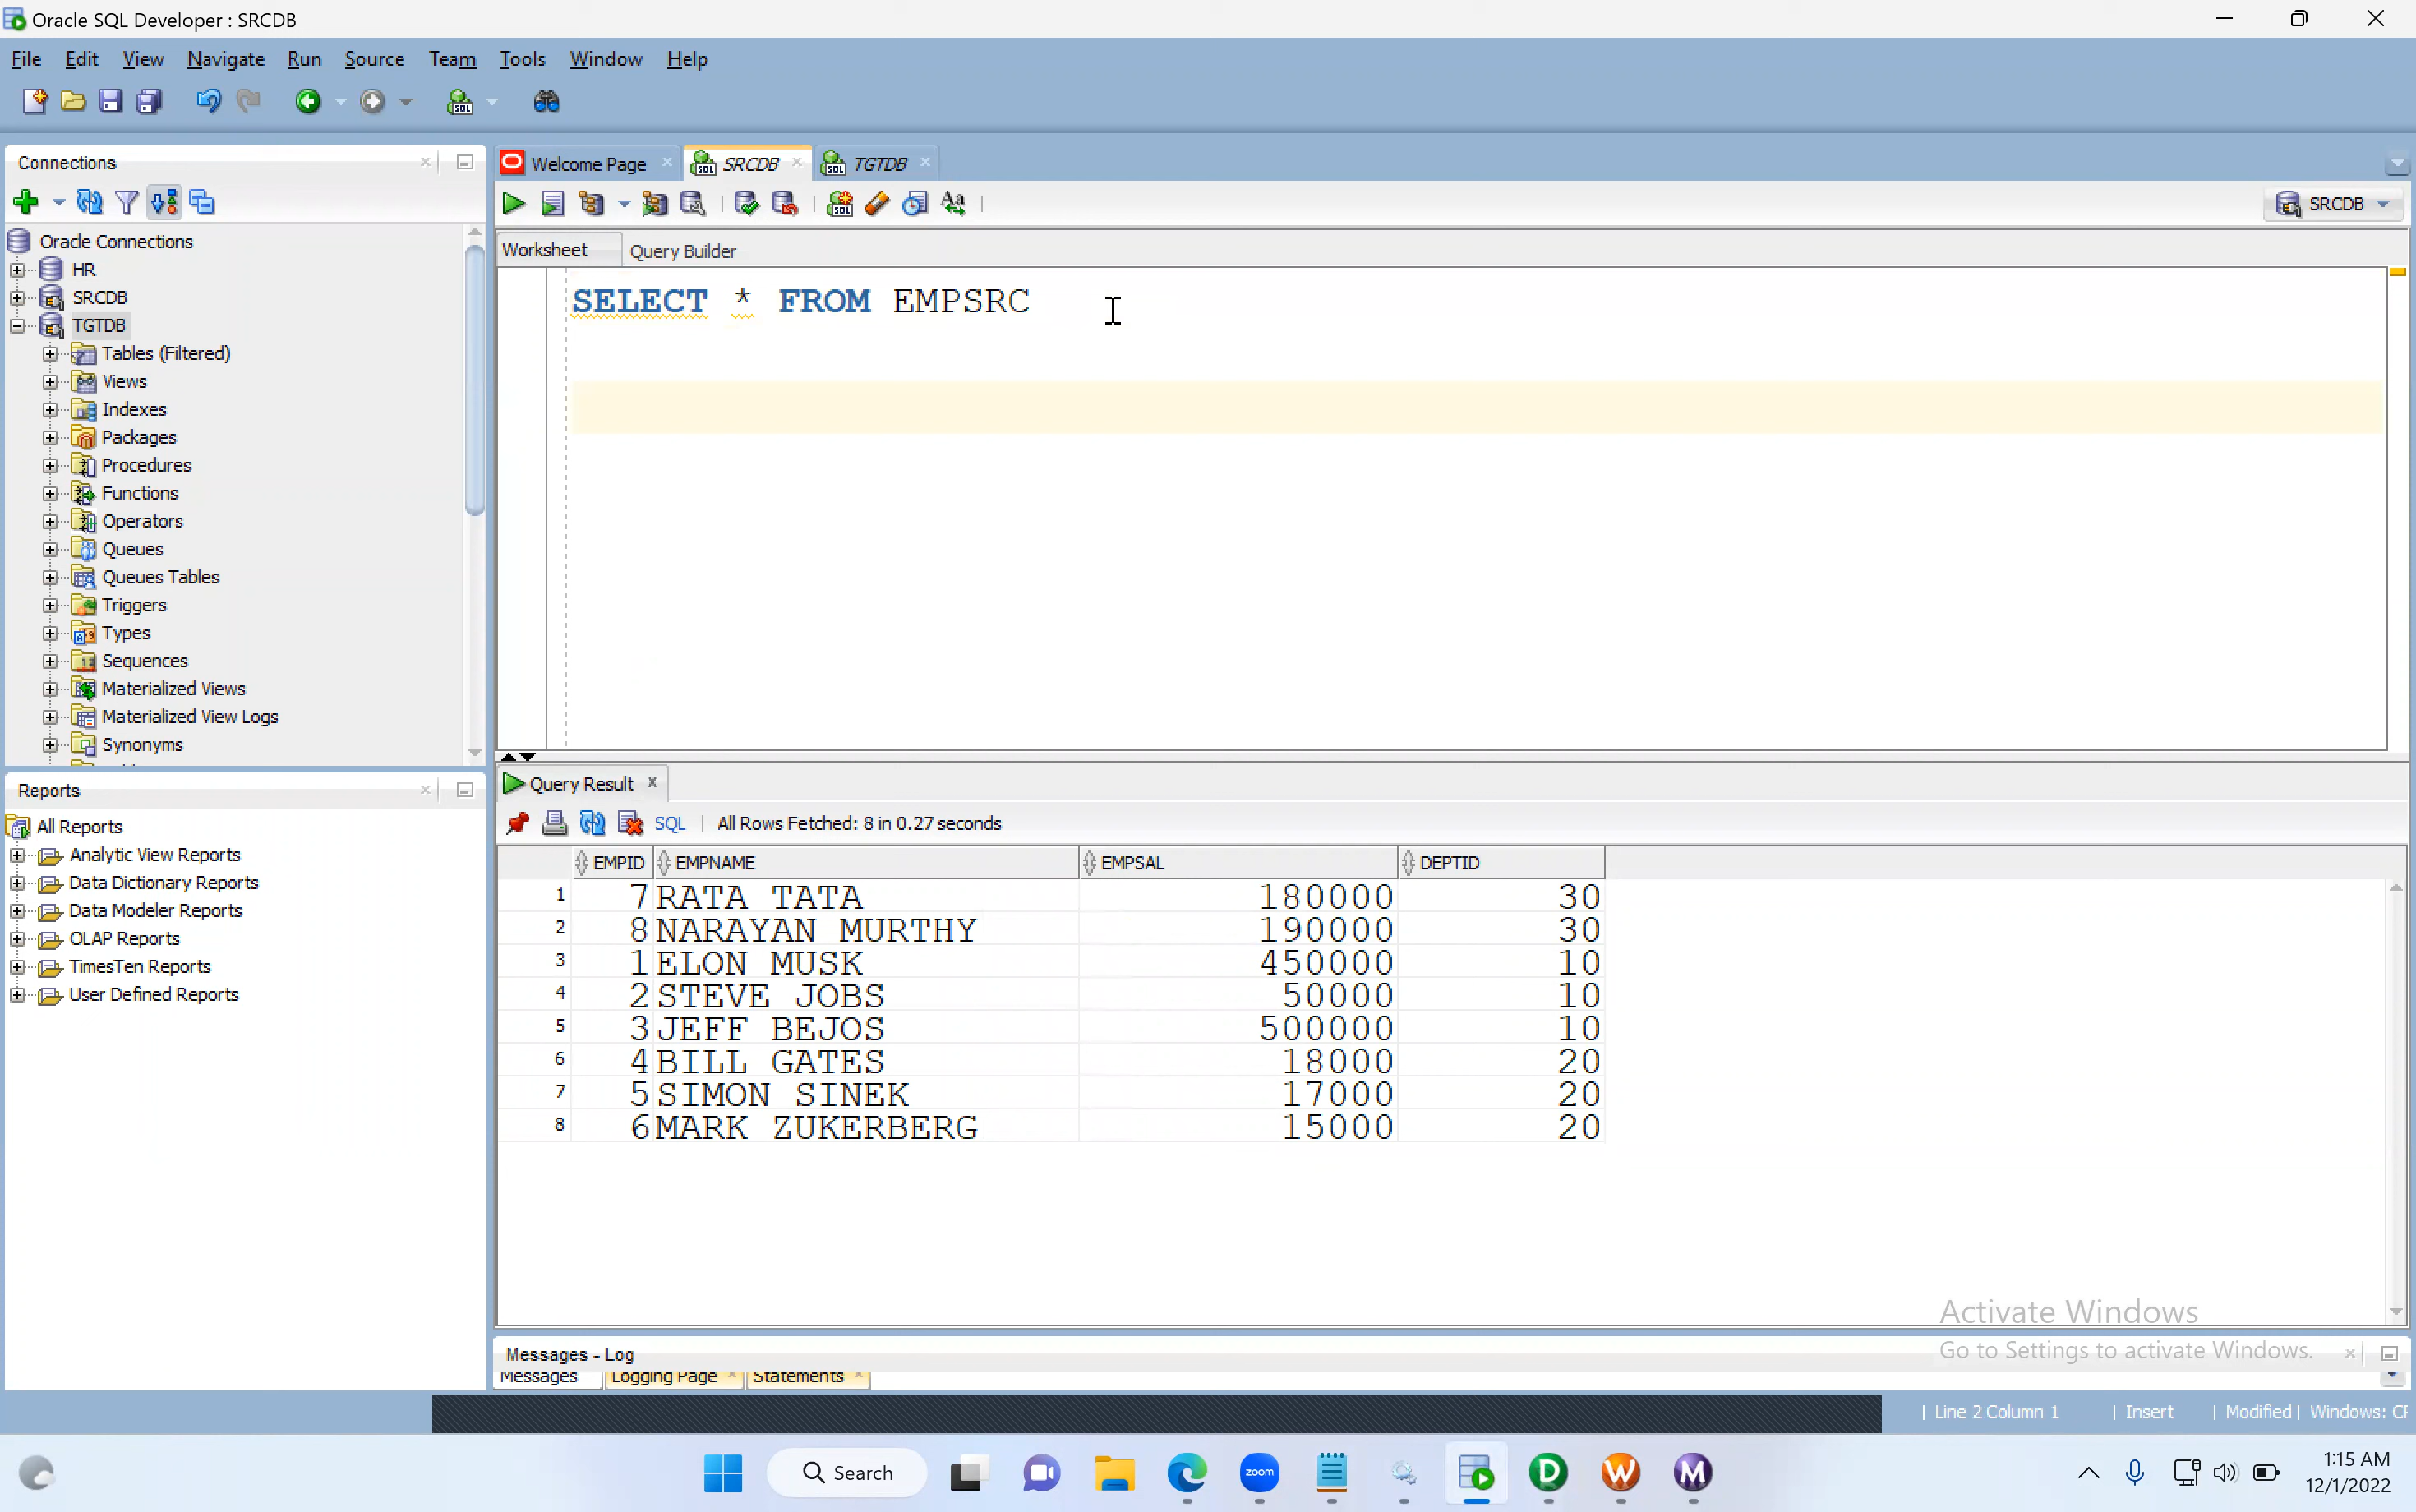 Oracle SQL Developer : SRCDB
File Edit View Navigate Run Source Team Tools Window Help
Connections
Welcome Page SRCDB TGTDB
SRCDB
Oracle Connections
HR
SRCDB
TGTDB
Tables (Filtered)
Views
Indexes
Packages
Procedures
Functions
Operators
Queues
Queues Tables
Triggers
Types
Sequences
Materialized Views
Materialized View Logs
Synonyms
Worksheet Query Builder
SELECT * FROM EMPSRC
Reports
All Reports
Analytic View Reports
Data Dictionary Reports
Data Modeler Reports
OLAP Reports
TimesTen Reports
User Defined Reports
Query Result
SQL | All Rows Fetched: 8 in 0.27 seconds
EMPID EMPNAME EMPSAL DEPTID
1 7 RATA TATA 180000 30
2 8 NARAYAN MURTHY 190000 30
3 1 ELON MUSK 450000 10
4 2 STEVE JOBS 50000 10
5 3 JEFF BEJOS 500000 10
6 4 BILL GATES 18000 20
7 5 SIMON SINEK 17000 20
8 6 MARK ZUKERBERG 15000 20
Activate Windows
Go to Settings to activate Windows.
Messages - Log
Messages Logging Page Statements
| Line 2 Column 1 | Insert | Modified | Windows:
Search
zoom
D
W
M
1:15 AM
12/1/2022